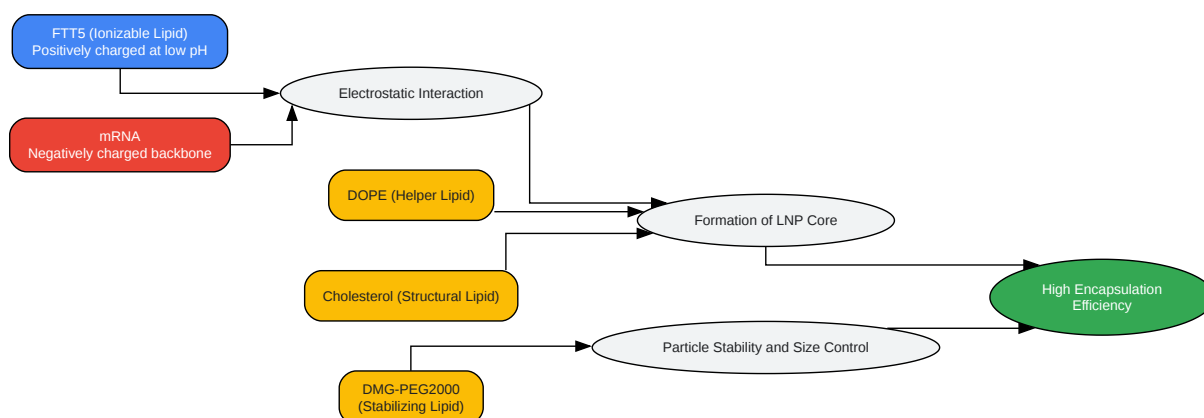 FTT5 (Ionizable Lipid)
Positively charged at low pH
Electrostatic Interaction
mRNA
Negatively charged backbone
DOPE (Helper Lipid)
Formation of LNP Core
Cholesterol (Structural Lipid)
High Encapsulation
Efficiency
Particle Stability and Size Control
DMG-PEG2000
(Stabilizing Lipid)